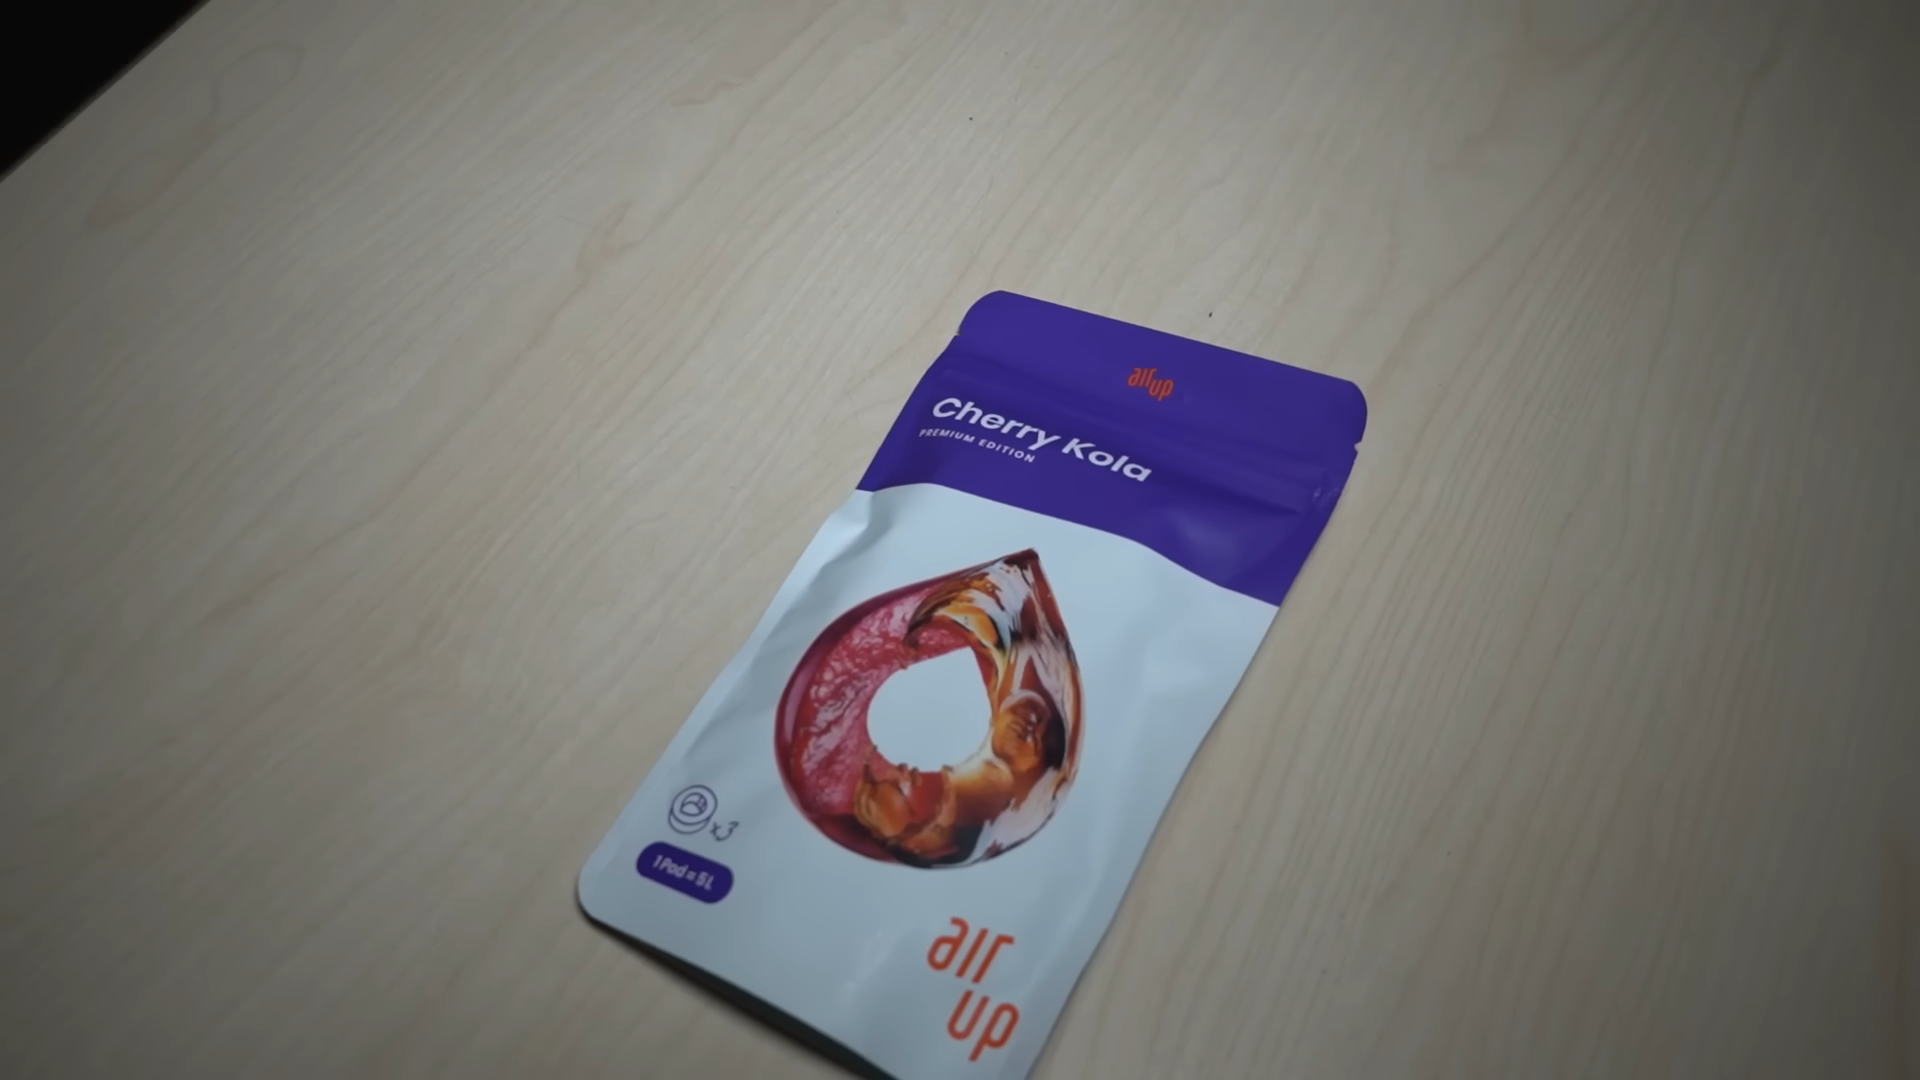 air up
Cherry Kola
PREMIUM EDITION
x3
1 Pod = 5L
air
up